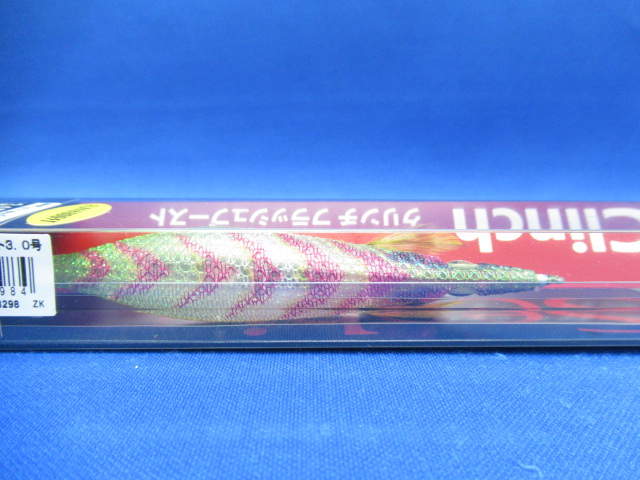 Clinch
クリンチ フラッシュブースト
3.0号
984
298 ZK